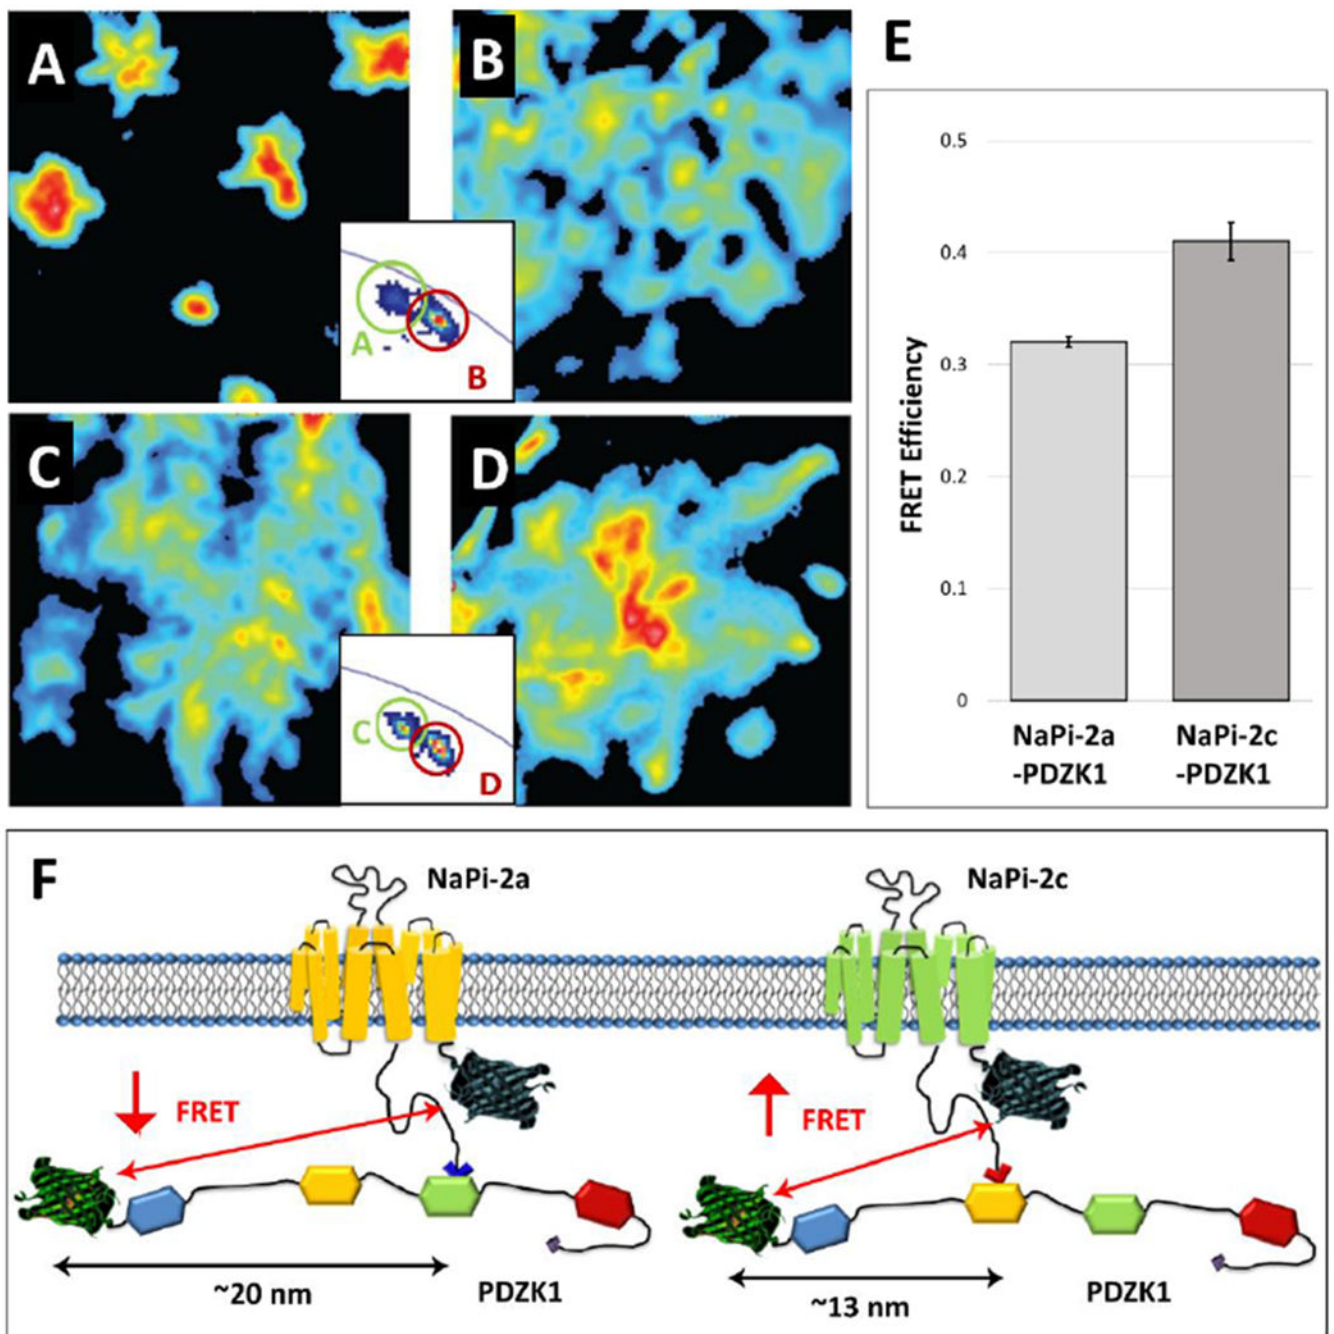 A
B
A
B
C
D
C
D
E
0.5
0.4
0.3
0.2
0.1
0
FRET Efficiency
NaPi-2a
-PDZK1
NaPi-2c
-PDZK1
F
NaPi-2a
NaPi-2c
FRET
FRET
~20 nm
PDZK1
~13 nm
PDZK1